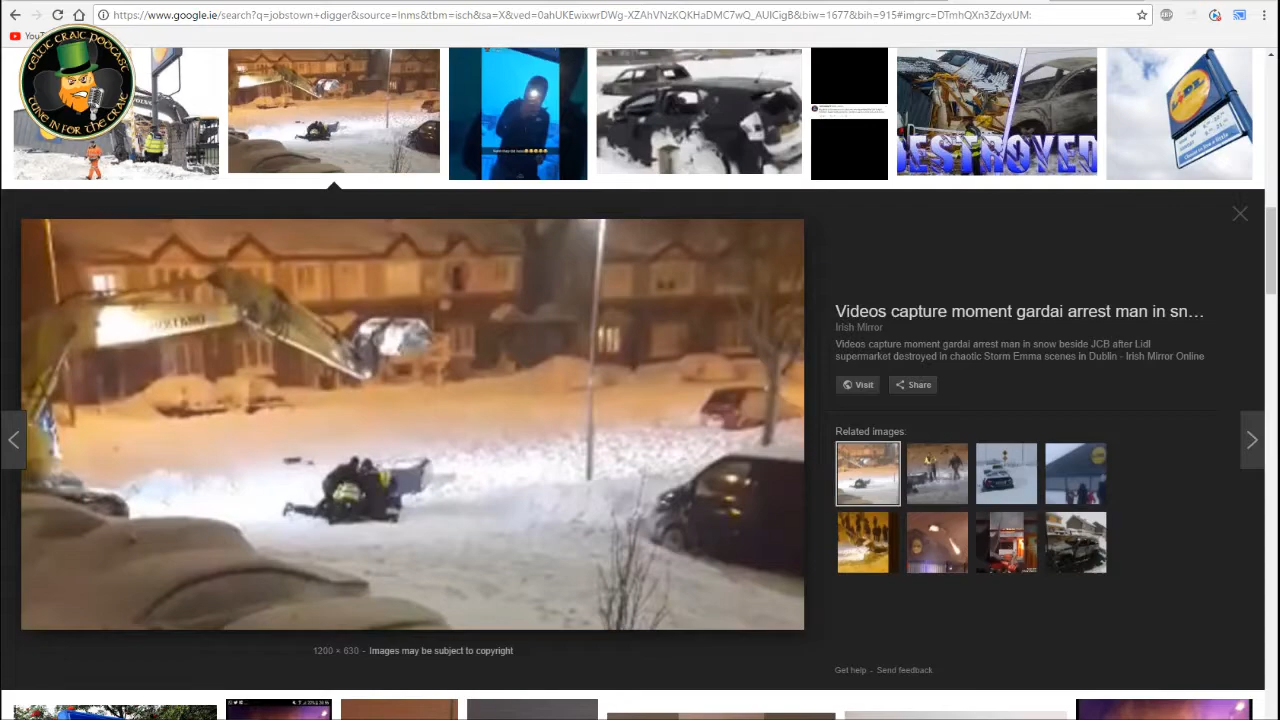 https://www.google.ie/search?q=jobstown+digger&source=lnms&tbm=isch&sa=X&ved=0ahUKEwixwrDWg-XZAhVNzKQKHaDMC7wQ_AUICigB&biw=1677&bih=915#imgrc=DTmhQXn3ZdyxUM:
CELTIC CRAIC PODCAST
TUNE IN FOR THE CRAIC
DESTROYED
Videos capture moment gardai arrest man in sn...
Irish Mirror
Videos capture moment gardai arrest man in snow beside JCB after Lidl
supermarket destroyed in chaotic Storm Emma scenes in Dublin - Irish Mirror Online
Visit
Share
Related images:
1200 × 630 - Images may be subject to copyright
Get help - Send feedback